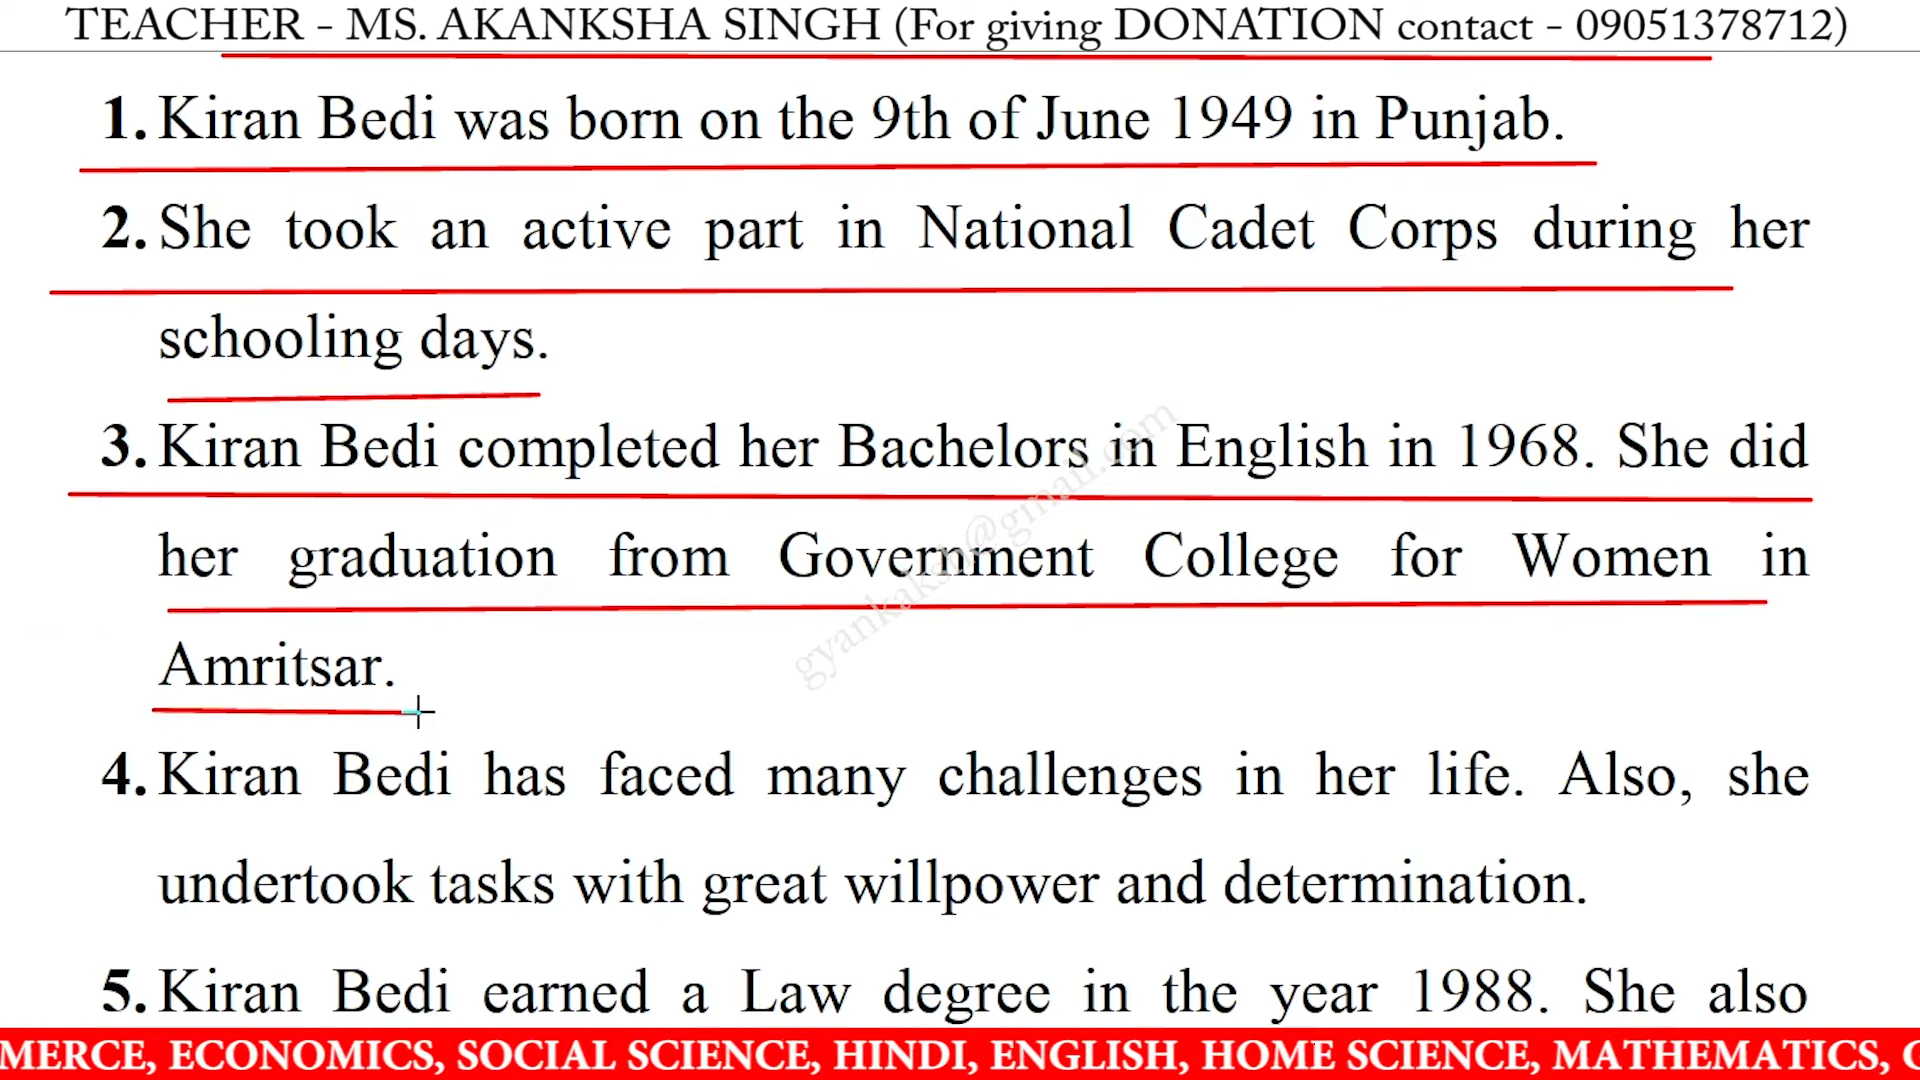 TEACHER - MS. AKANKSHA SINGH (For giving DONATION contact - 09051378712)
1. Kiran Bedi was born on the 9th of June 1949 in Punjab.
2. She took an active part in National Cadet Corps during her
schooling days.
3. Kiran Bedi completed her Bachelors in English in 1968. She did
her graduation from Government College for Women in
Amritsar.
gyankaksh@gmail.com
4. Kiran Bedi has faced many challenges in her life. Also, she
undertook tasks with great willpower and determination.
5. Kiran Bedi earned a Law degree in the year 1988. She also
MERCE, ECONOMICS, SOCIAL SCIENCE, HINDI, ENGLISH, HOME SCIENCE, MATHEMATICS,